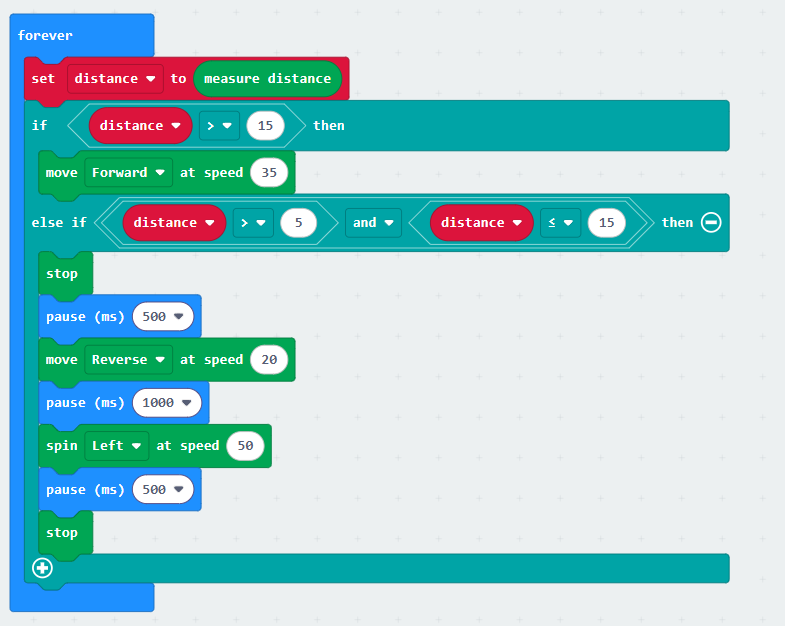 forever
set distance to measure distance
if distance > 15 then
move Forward at speed 35
else if distance > 5 and distance ≤ 15 then
stop
pause (ms) 500
move Reverse at speed 20
pause (ms) 1000
spin Left at speed 50
pause (ms) 500
stop